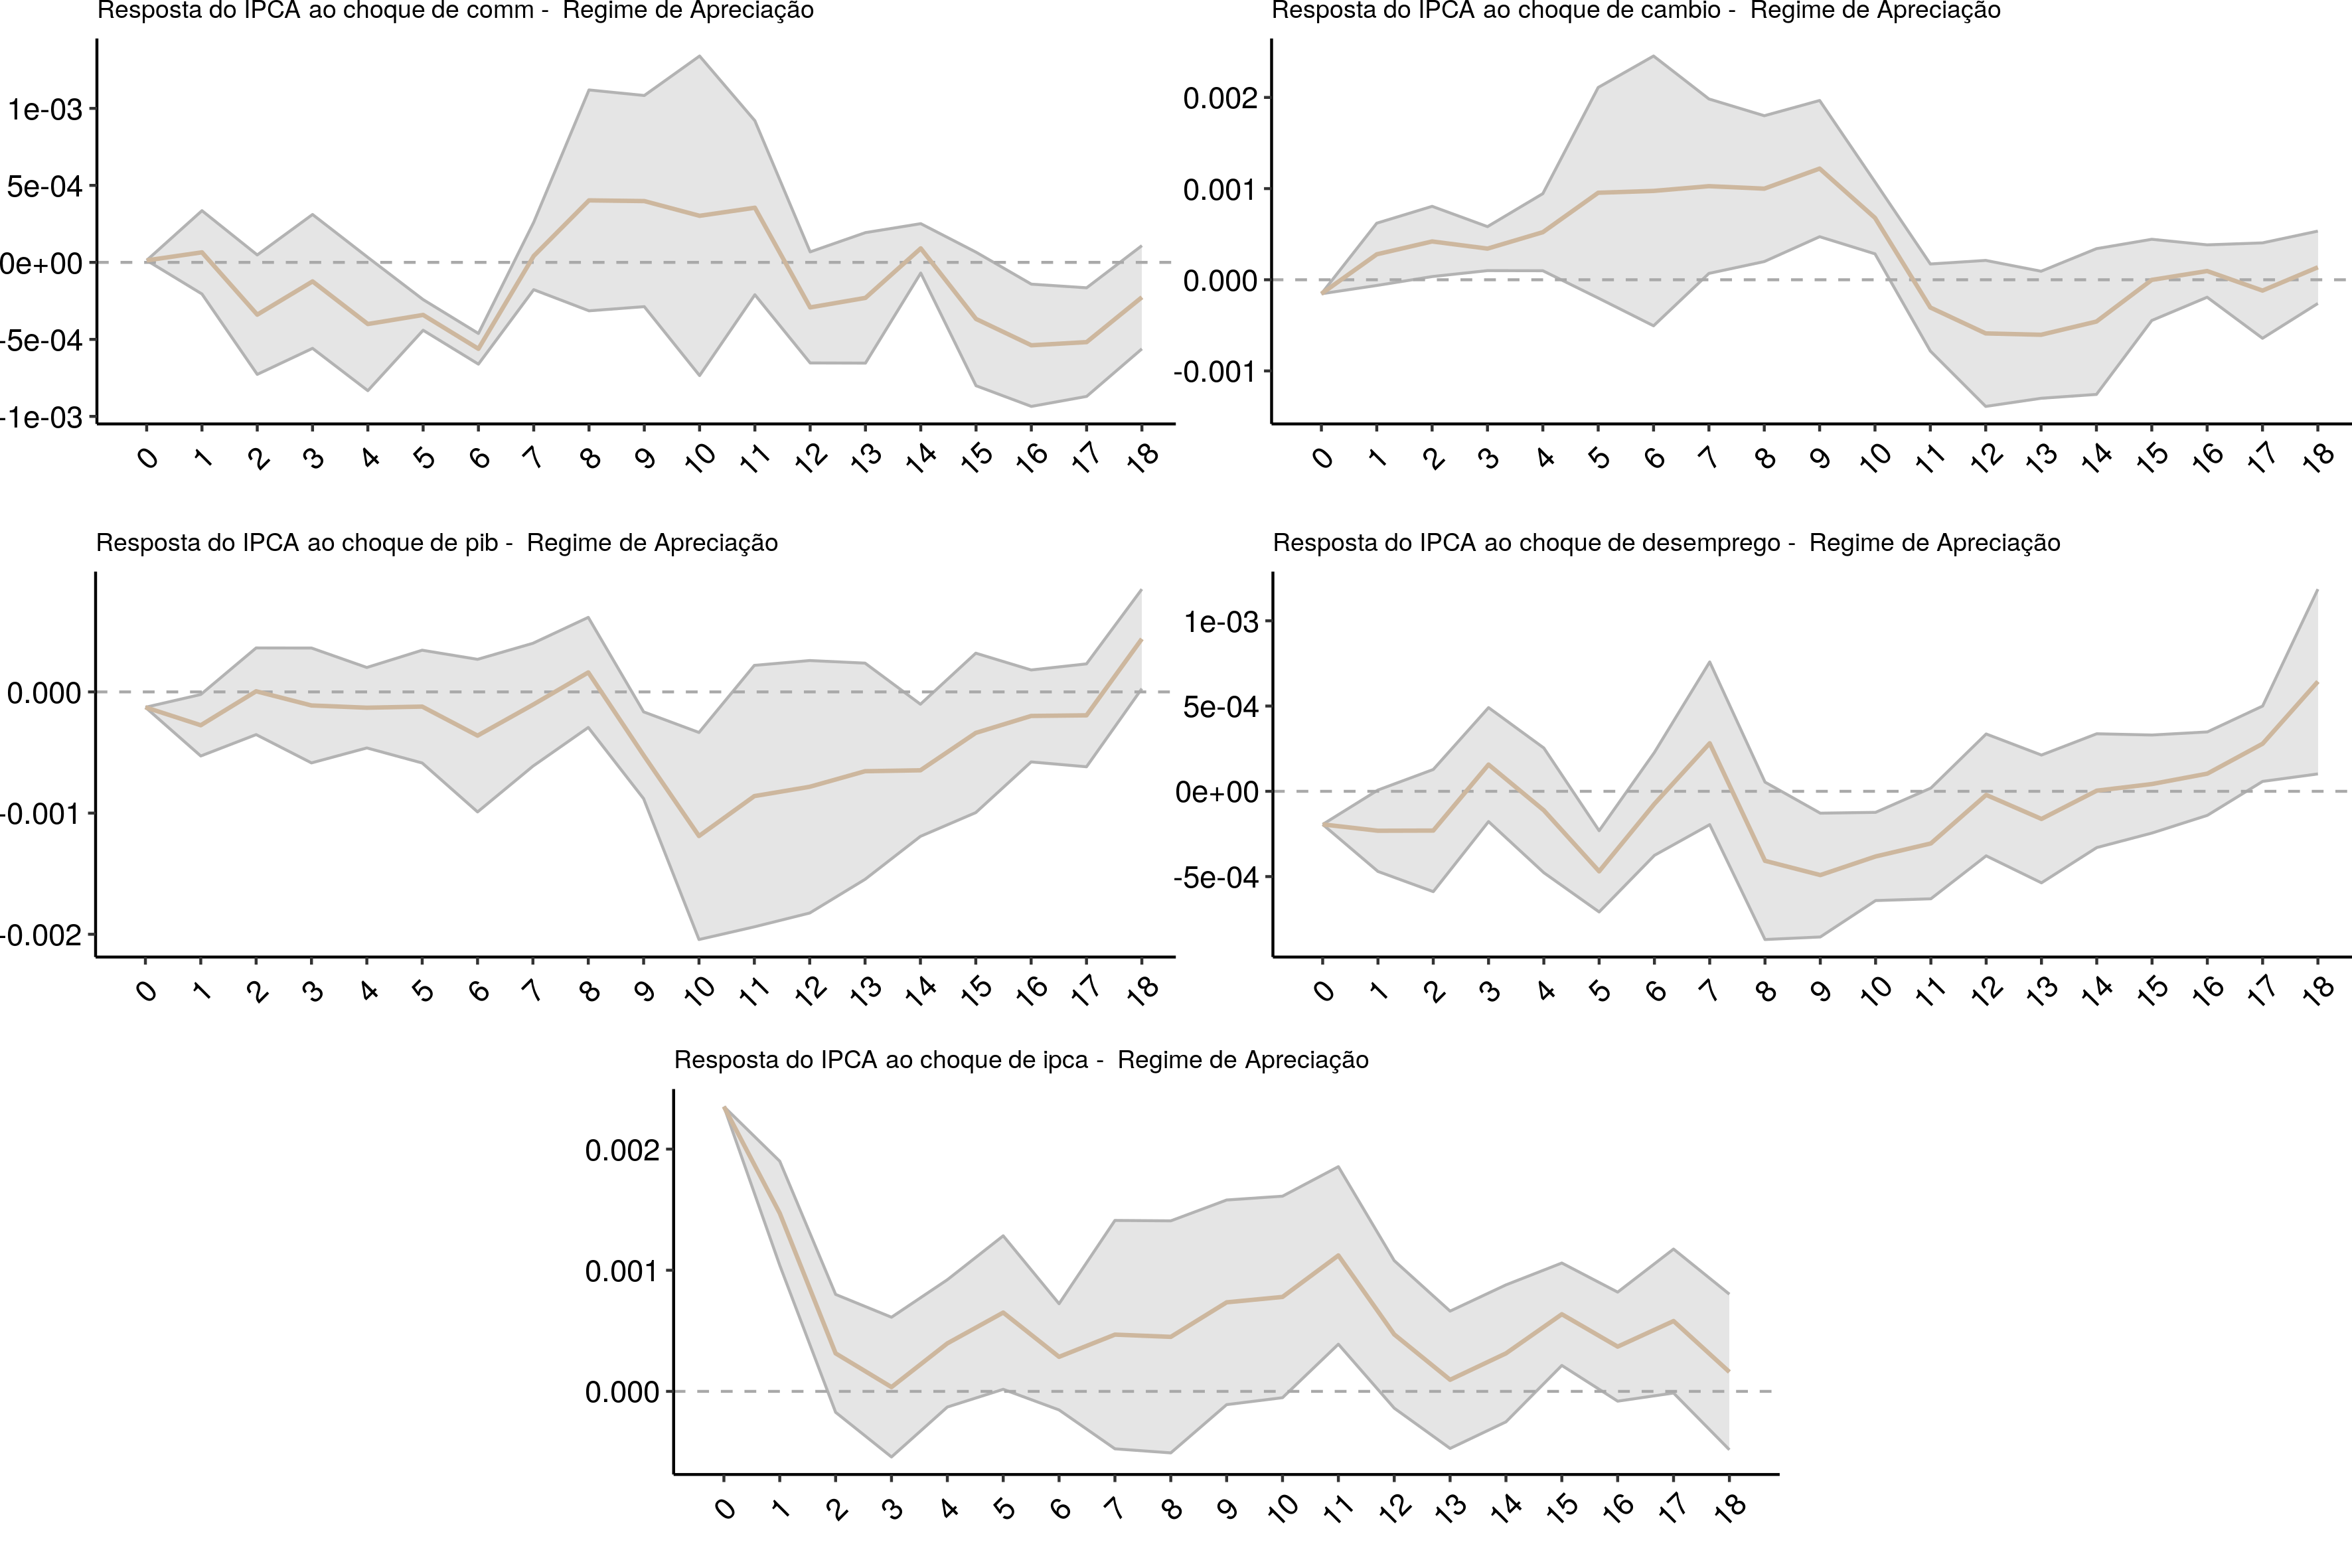 Resposta do IPCA ao choque de comm -  Regime de Apreciação
1e-03
5e-04
0e+00
-5e-04
-1e-03
0 1 2 3 4 5 6 7 8 9 10 11 12 13 14 15 16 17 18
Resposta do IPCA ao choque de cambio -  Regime de Apreciação
0.002
0.001
0.000
-0.001
0 1 2 3 4 5 6 7 8 9 10 11 12 13 14 15 16 17 18
Resposta do IPCA ao choque de pib -  Regime de Apreciação
0.000
-0.001
-0.002
0 1 2 3 4 5 6 7 8 9 10 11 12 13 14 15 16 17 18
Resposta do IPCA ao choque de desemprego -  Regime de Apreciação
1e-03
5e-04
0e+00
-5e-04
0 1 2 3 4 5 6 7 8 9 10 11 12 13 14 15 16 17 18
Resposta do IPCA ao choque de ipca -  Regime de Apreciação
0.002
0.001
0.000
0 1 2 3 4 5 6 7 8 9 10 11 12 13 14 15 16 17 18